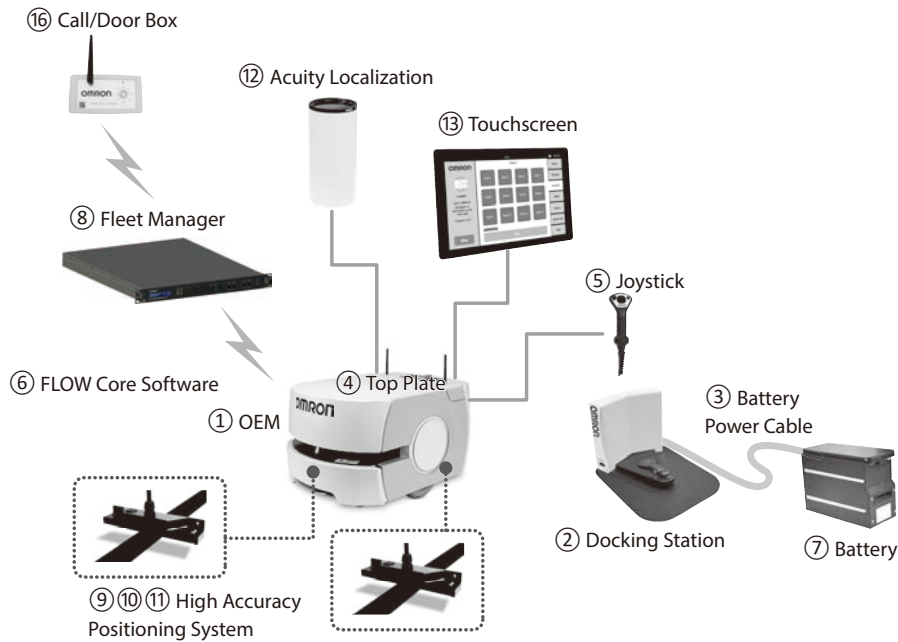 ⑯ Call/Door Box
OMRON
⑫ Acuity Localization
⑬ Touchscreen
OMRON
⑧ Fleet Manager
⑤ Joystick
⑥ FLOW Core Software
④ Top Plate
OMRON
① OEM
OMRON
③ Battery
Power Cable
② Docking Station
⑦ Battery
⑨⑩⑪ High Accuracy
Positioning System